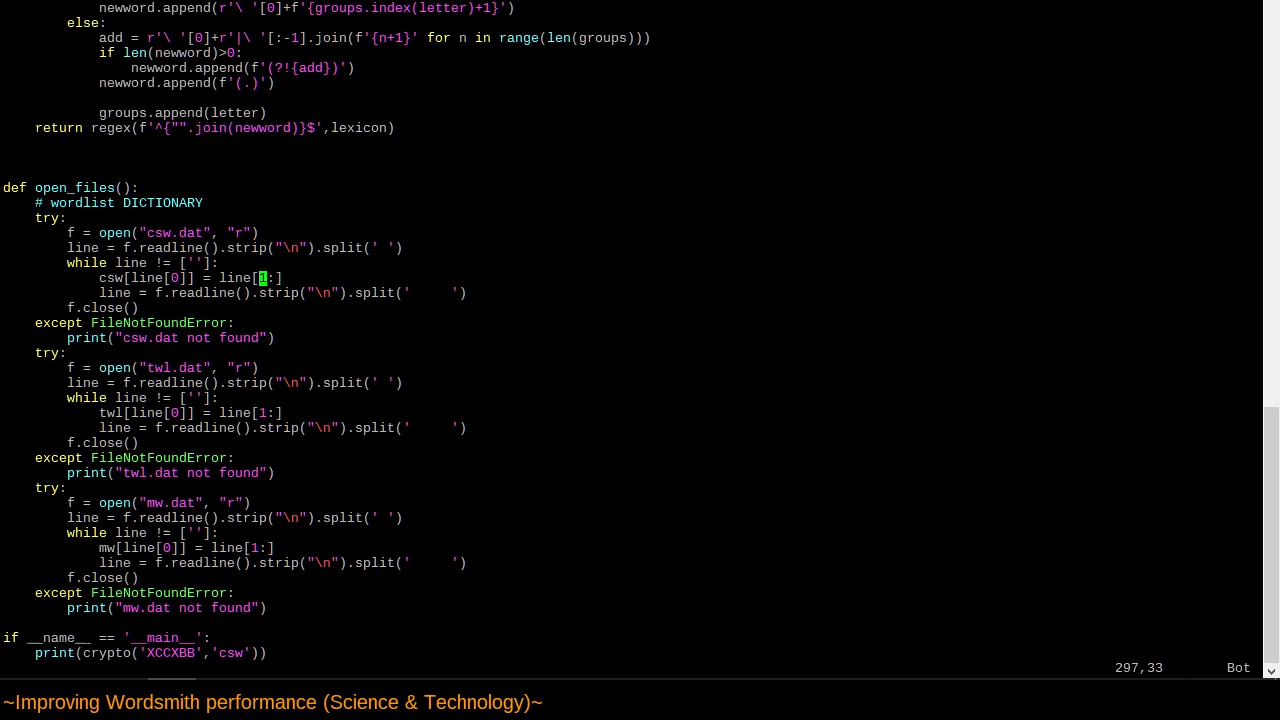 newword.append(r'\ '[0]+f'{groups.index(letter)+1}')
        else:
            add = r'\ '[0]+r'|\ '[:-1].join(f'{n+1}' for n in range(len(groups)))
            if len(newword)>0:
                newword.append(f'(?!{add})')
            newword.append(f'(.)')
            groups.append(letter)
    return regex(f'^{"".join(newword)}$',lexicon)
def open_files():
    # wordlist DICTIONARY
    try:
        f = open("csw.dat", "r")
        line = f.readline().strip("\n").split(' ')
        while line != ['']:
            csw[line[0]] = line[1:]
            line = f.readline().strip("\n").split('     ')
        f.close()
    except FileNotFoundError:
        print("csw.dat not found")
    try:
        f = open("twl.dat", "r")
        line = f.readline().strip("\n").split(' ')
        while line != ['']:
            twl[line[0]] = line[1:]
            line = f.readline().strip("\n").split('     ')
        f.close()
    except FileNotFoundError:
        print("twl.dat not found")
    try:
        f = open("mw.dat", "r")
        line = f.readline().strip("\n").split(' ')
        while line != ['']:
            mw[line[0]] = line[1:]
            line = f.readline().strip("\n").split('     ')
        f.close()
    except FileNotFoundError:
        print("mw.dat not found")
if __name__ == '__main__':
    print(crypto('XCCXBB','csw'))
297,33 Bot
~Improving Wordsmith performance (Science & Technology)~